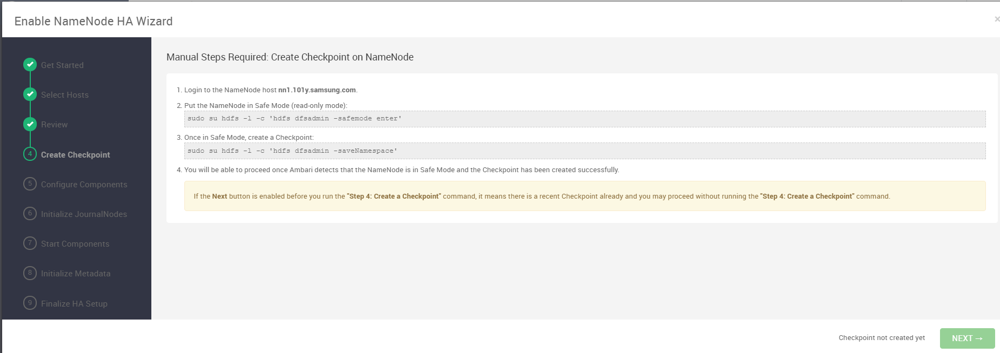 Enable NameNode HA Wizard
×
Get Started
Select Hosts
Review
4 Create Checkpoint
5 Configure Components
6 Initialize JournalNodes
7 Start Components
8 Initialize Metadata
9 Finalize HA Setup
Manual Steps Required: Create Checkpoint on NameNode
1. Login to the NameNode host nn1.101y.samsung.com.
2. Put the NameNode in Safe Mode (read-only mode):
sudo su hdfs -l -c 'hdfs dfsadmin -safemode enter'
3. Once in Safe Mode, create a Checkpoint:
sudo su hdfs -l -c 'hdfs dfsadmin -saveNamespace'
4. You will be able to proceed once Ambari detects that the NameNode is in Safe Mode and the Checkpoint has been created successfully.
If the Next button is enabled before you run the "Step 4: Create a Checkpoint" command, it means there is a recent Checkpoint already and you may proceed without running the "Step 4: Create a Checkpoint" command.
Checkpoint not created yet
NEXT →